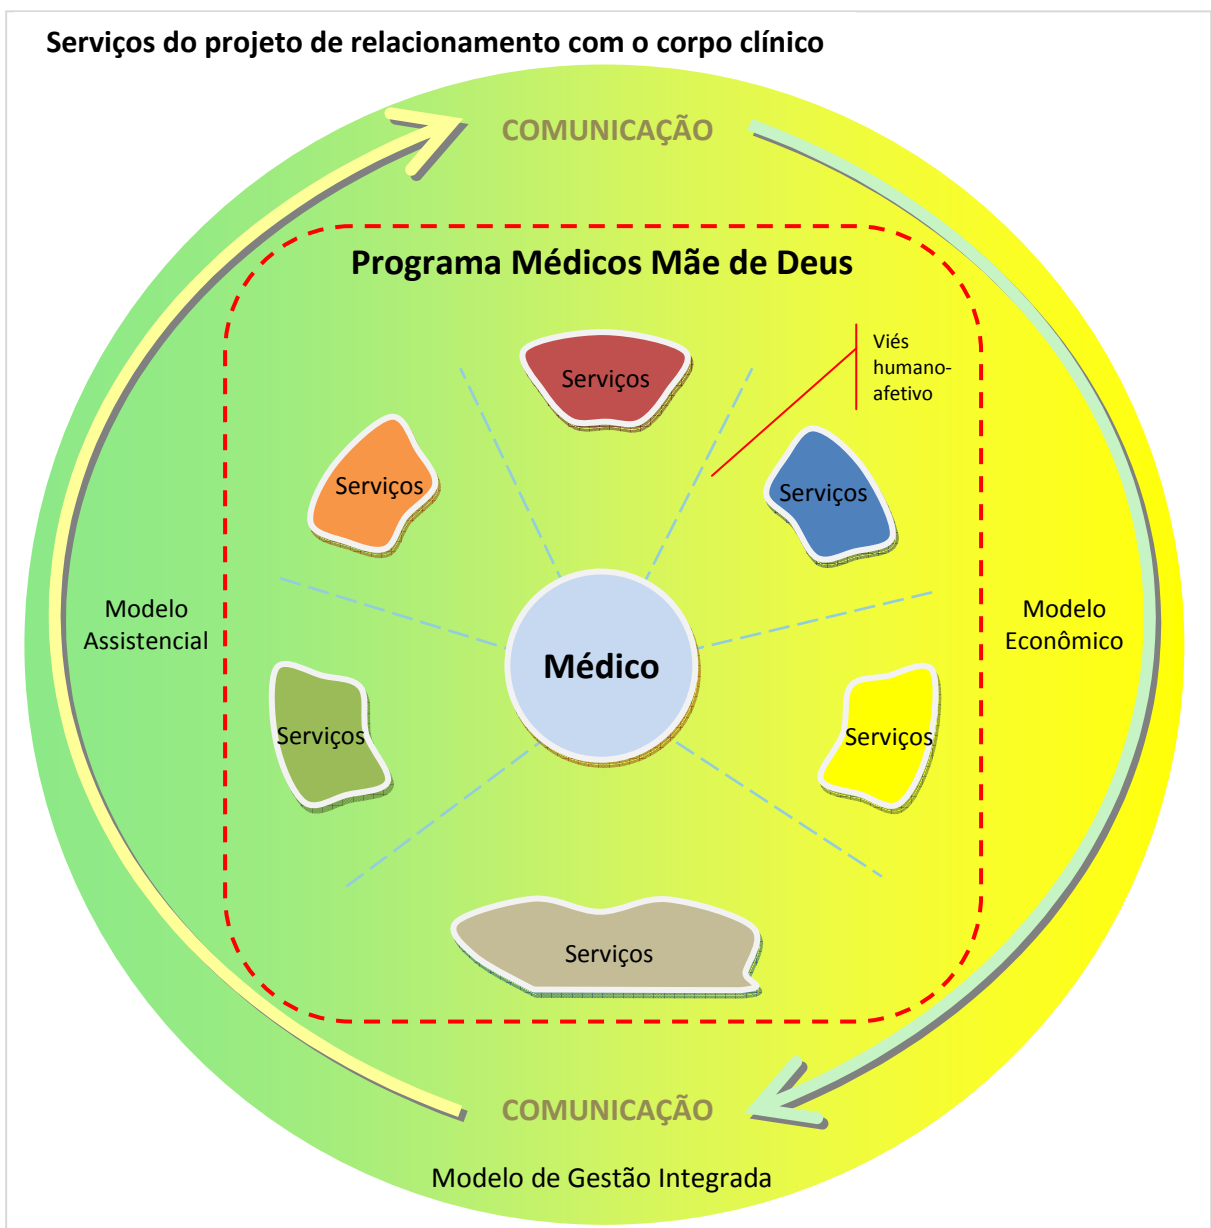 Serviços do projeto de relacionamento com o corpo clínico
COMUNICAÇÃO
Programa Médicos Mãe de Deus
Viés
humano-
afetivo
Serviços
Serviços
Serviços
Modelo
Assistencial
Modelo
Econômico
Médico
Serviços
Serviços
Serviços
COMUNICAÇÃO
Modelo de Gestão Integrada